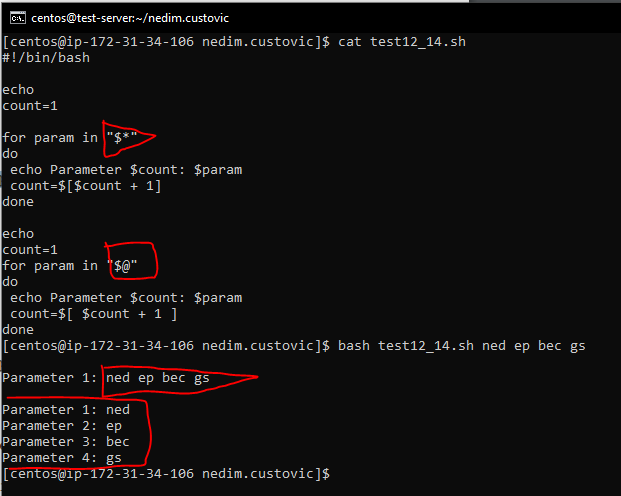 centos@test-server:~/nedim.custovic
[centos@ip-172-31-34-106 nedim.custovic]$ cat test12_14.sh
#!/bin/bash
echo
count=1
for param in "$*"
do
echo Parameter $count: $param
count=$[$count + 1]
done
echo
count=1
for param in "$@"
do
echo Parameter $count: $param
count=$[ $count + 1 ]
done
[centos@ip-172-31-34-106 nedim.custovic]$ bash test12_14.sh ned ep bec gs
Parameter 1: ned ep bec gs
Parameter 1: ned
Parameter 2: ep
Parameter 3: bec
Parameter 4: gs
[centos@ip-172-31-34-106 nedim.custovic]$